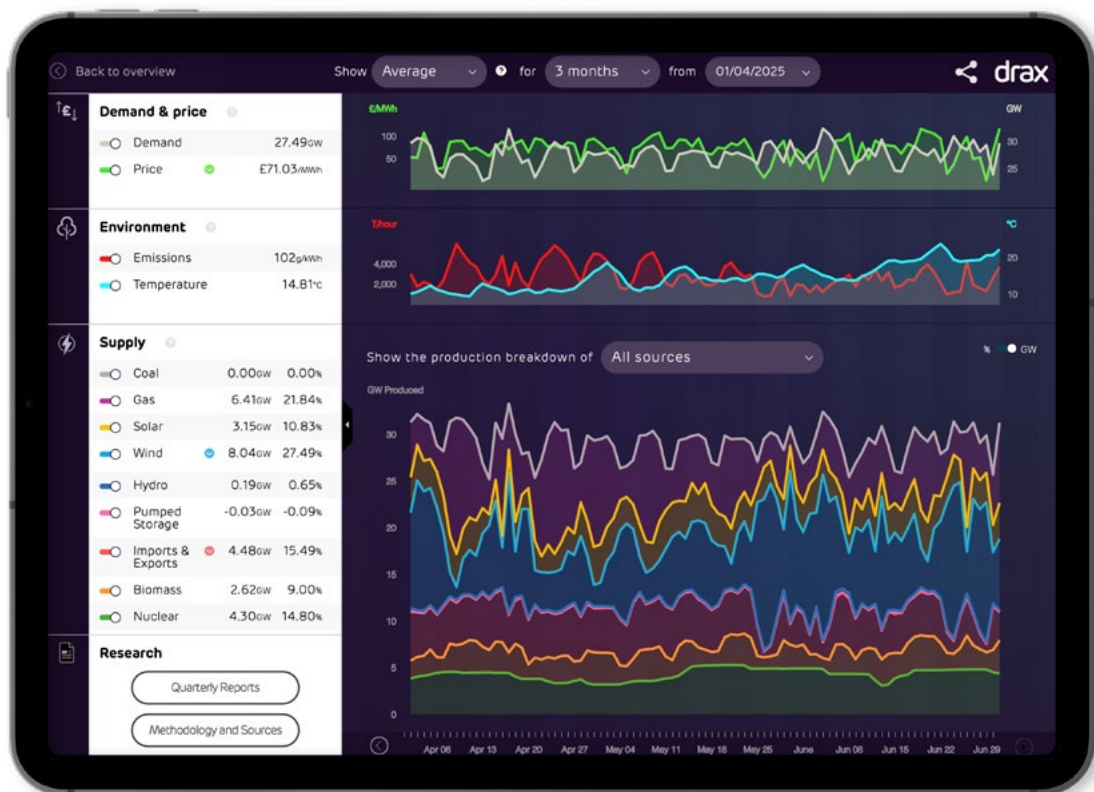 Back to overview
Show Average for 3 months from 01/04/2025
drax
Demand & price
Demand 27.49GW
Price £71.03/MWh
£/MWh
GW
100
50
30
25
Environment
Emissions 102g/kWh
Temperature 14.81°C
T/hour
°C
4,000
2,000
20
10
Supply
Coal 0.00GW 0.00%
Gas 6.41GW 21.84%
Solar 3.15GW 10.83%
Wind 8.04GW 27.49%
Hydro 0.19GW 0.65%
Pumped
Storage
-0.03GW -0.09%
Imports &
Exports
4.48GW 15.49%
Biomass 2.62GW 9.00%
Nuclear 4.30GW 14.80%
Research
Quarterly Reports
Methodology and Sources
Show the production breakdown of All sources
% GW
GW Produced
30
25
20
15
10
5
0
Apr 06 Apr 13 Apr 20 Apr 27 May 04 May 11 May 18 May 25 June Jun 08 Jun 15 Jun 22 Jun 29